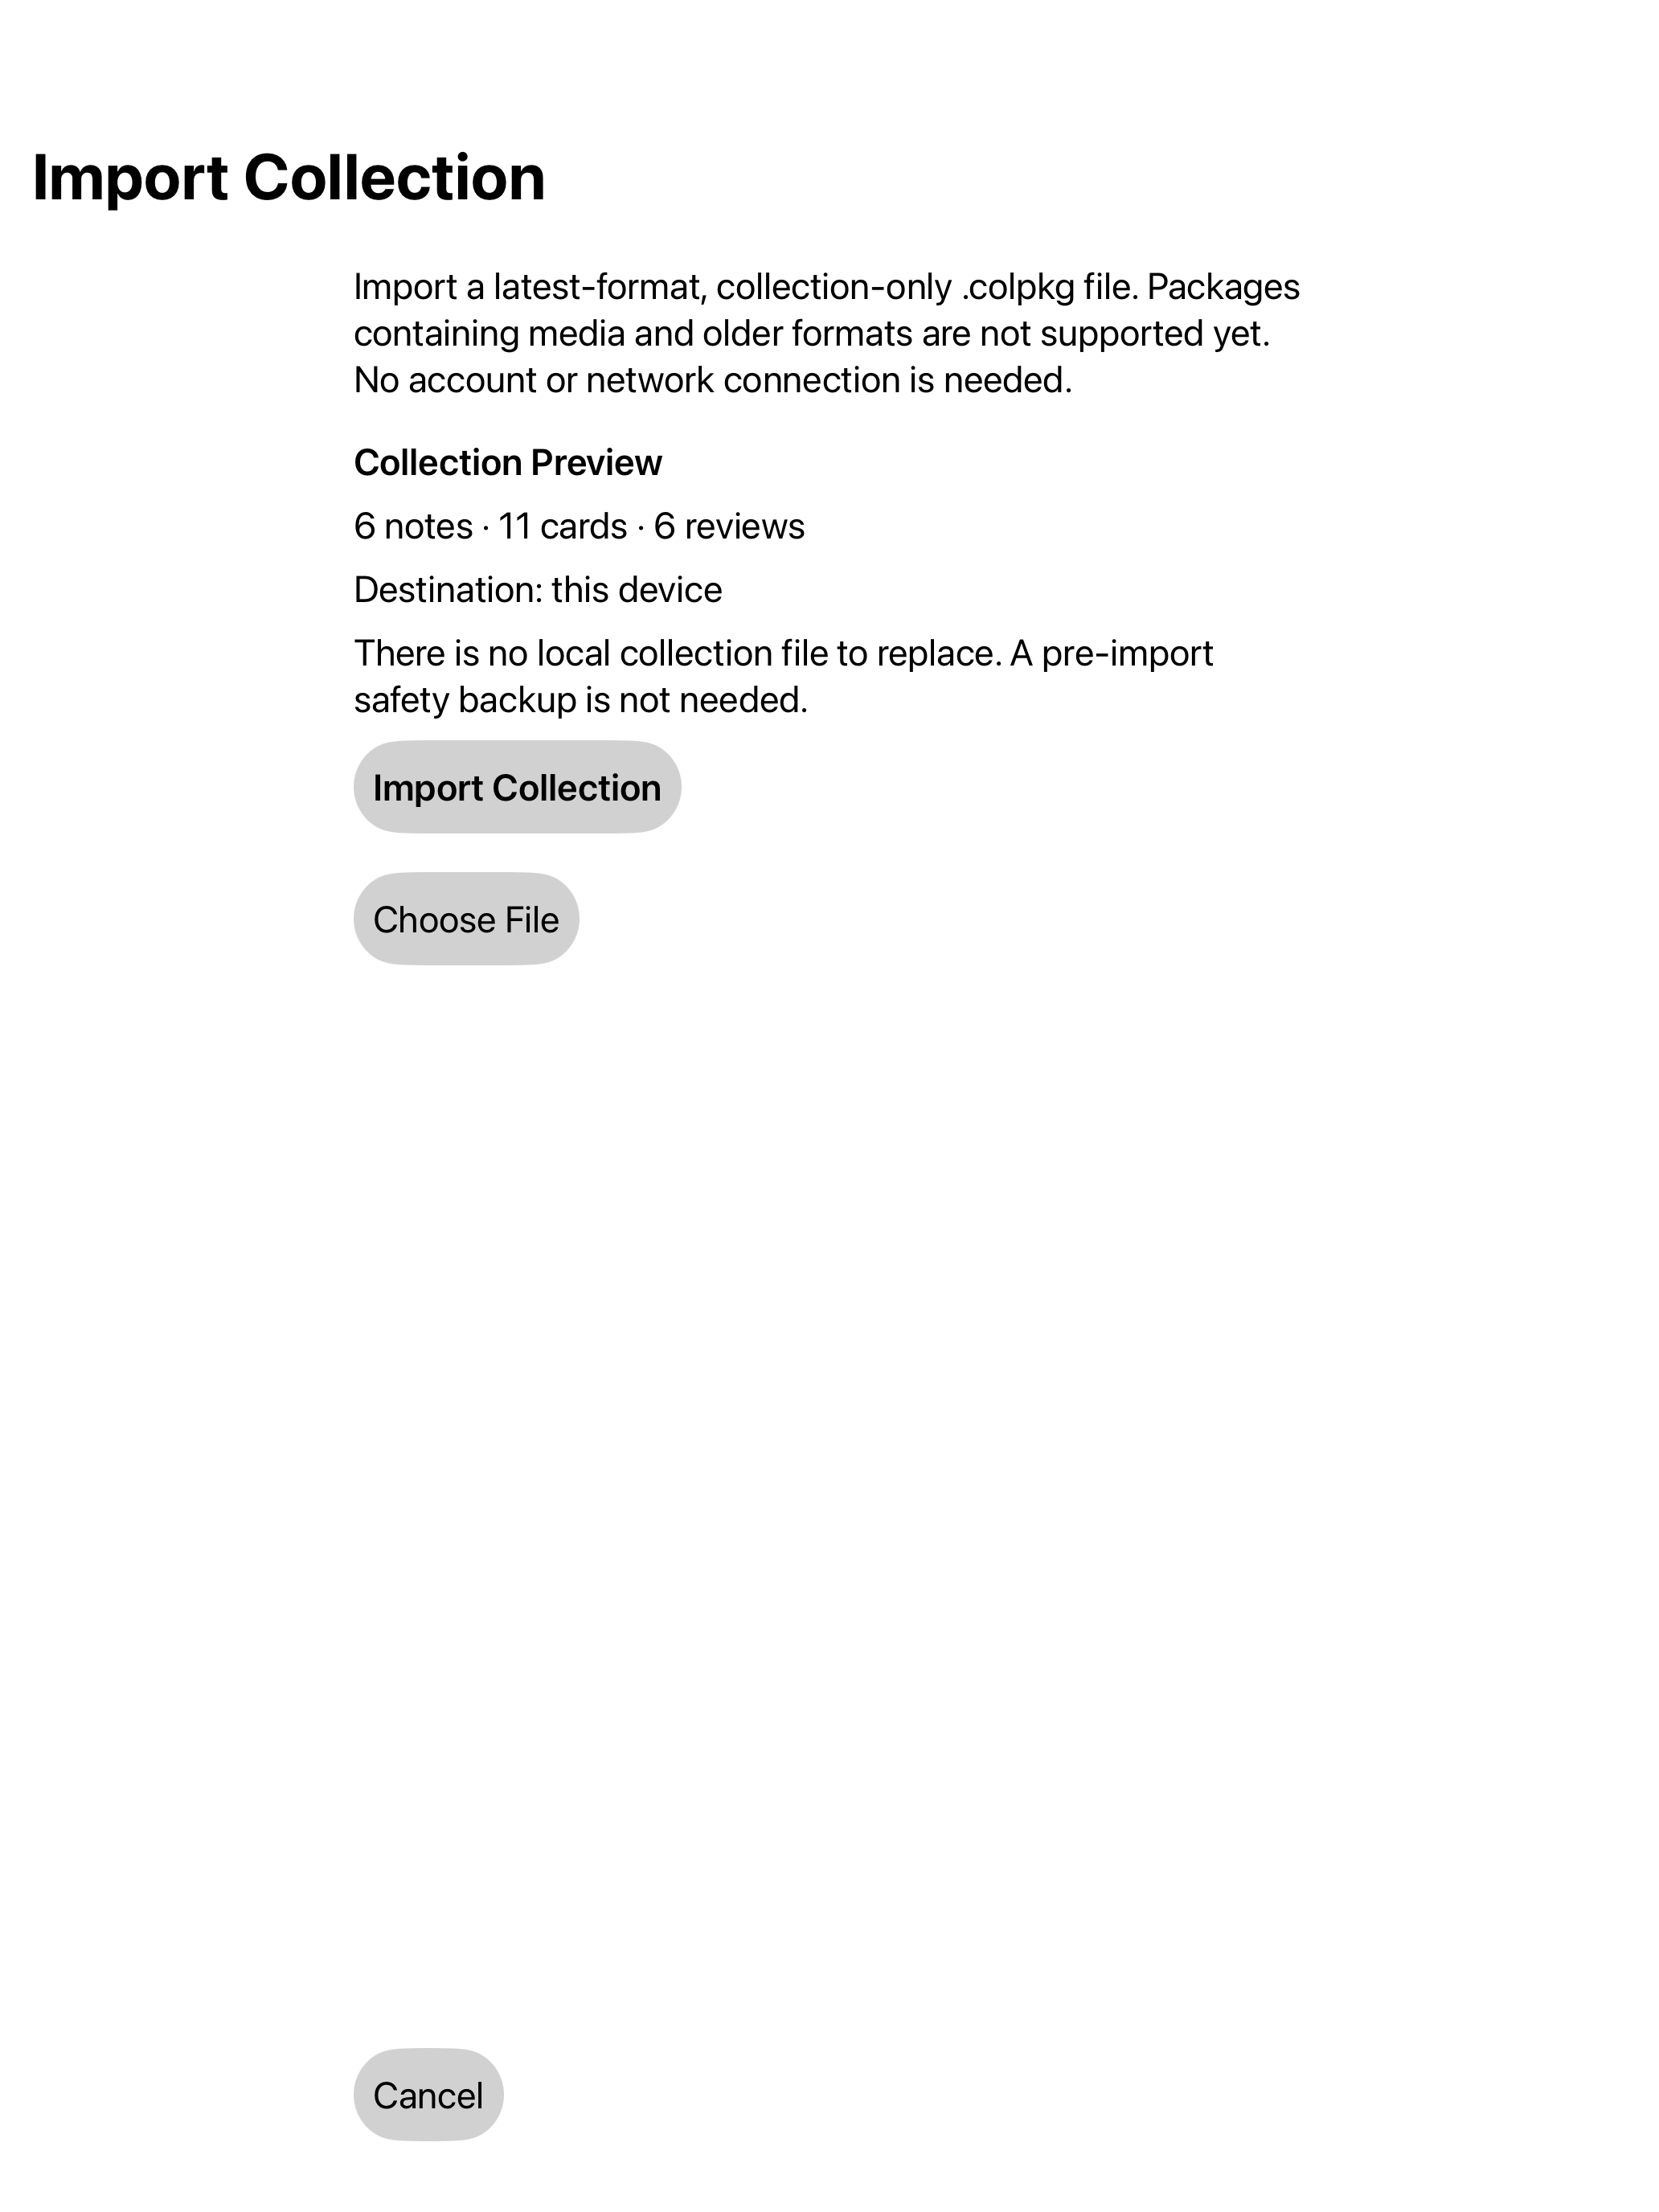 Import Collection
Import a latest-format, collection-only .colpkg file. Packages
containing media and older formats are not supported yet.
No account or network connection is needed.
Collection Preview
6 notes · 11 cards · 6 reviews
Destination: this device
There is no local collection file to replace. A pre-import
safety backup is not needed.
Import Collection
Choose File
Cancel